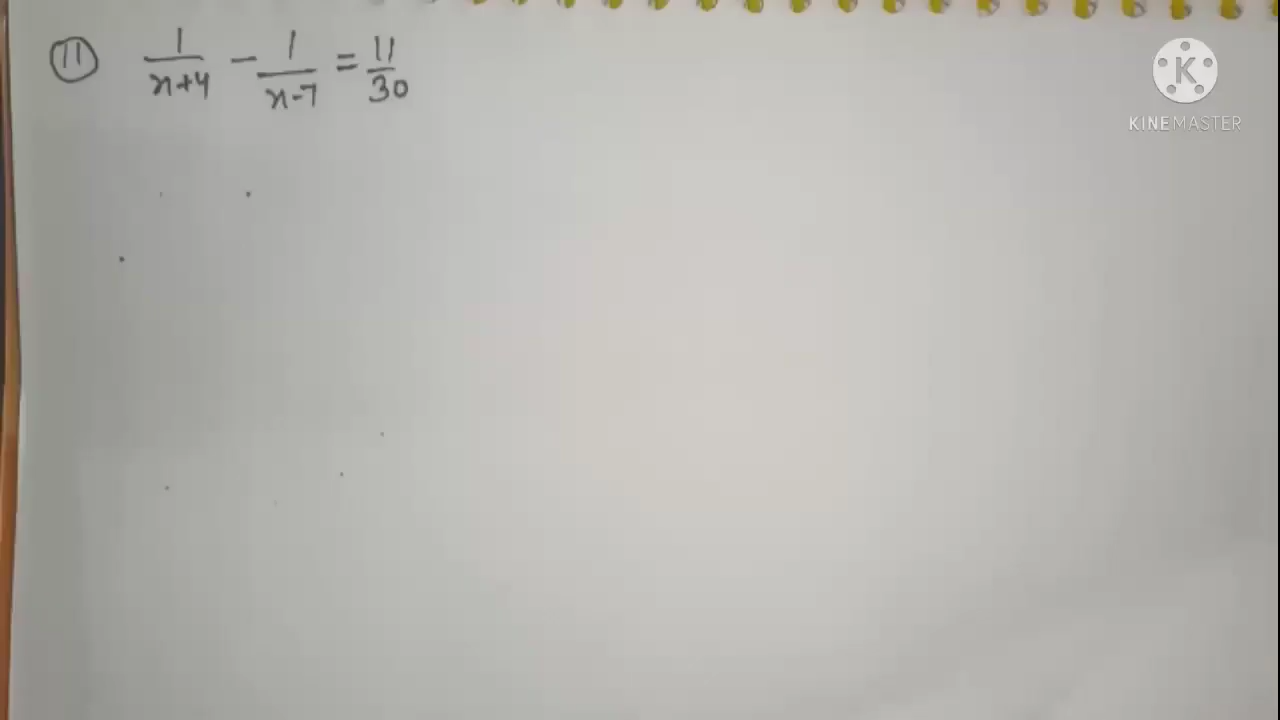 ⑪ 1/(x+4) - 1/(x-7) = 11/30
K
KINEMASTER